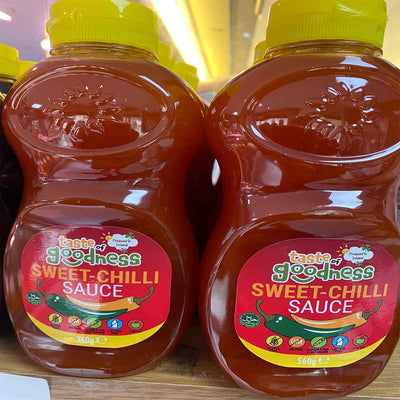 taste of
goodness
SWEET-CHILLI
SAUCE
560g
taste of
goodness
SWEET-CHILLI
SAUCE
560g